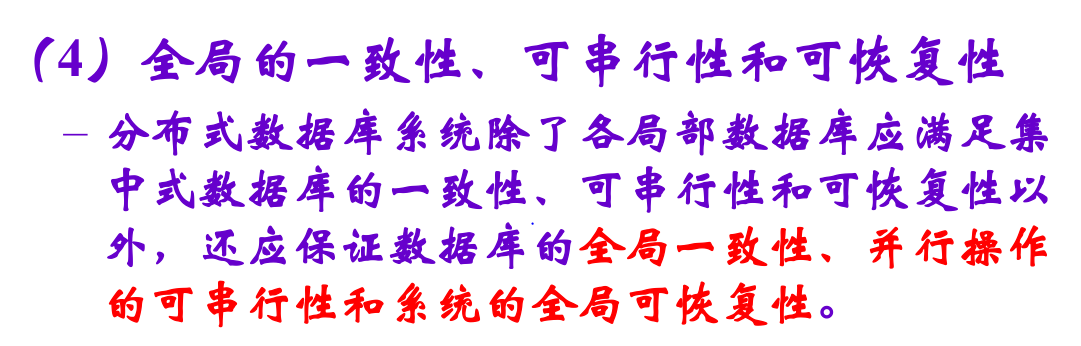 （4）全局的一致性、可串行性和可恢复性
– 分布式数据库系统除了各局部数据库应满足集
中式数据库的一致性、可串行性和可恢复性以
外，还应保证数据库的全局一致性、并行操作
的可串行性和系统的全局可恢复性。